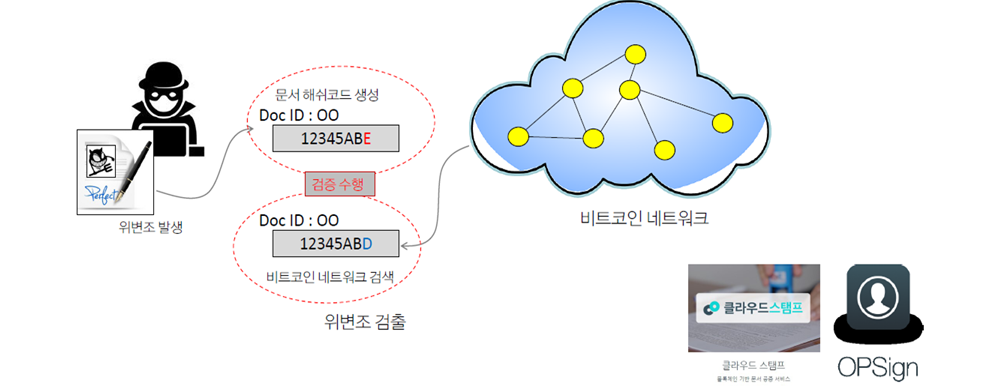 문서 해쉬코드 생성
Doc ID : OO
12345ABE
검증 수행
Doc ID : OO
12345ABD
비트코인 네트워크 검색
위변조 검출
Perfect
위변조 발생
비트코인 네트워크
클라우드스탬프
클라우드 스탬프
블록체인 기반 문서 공증 서비스
OPSign